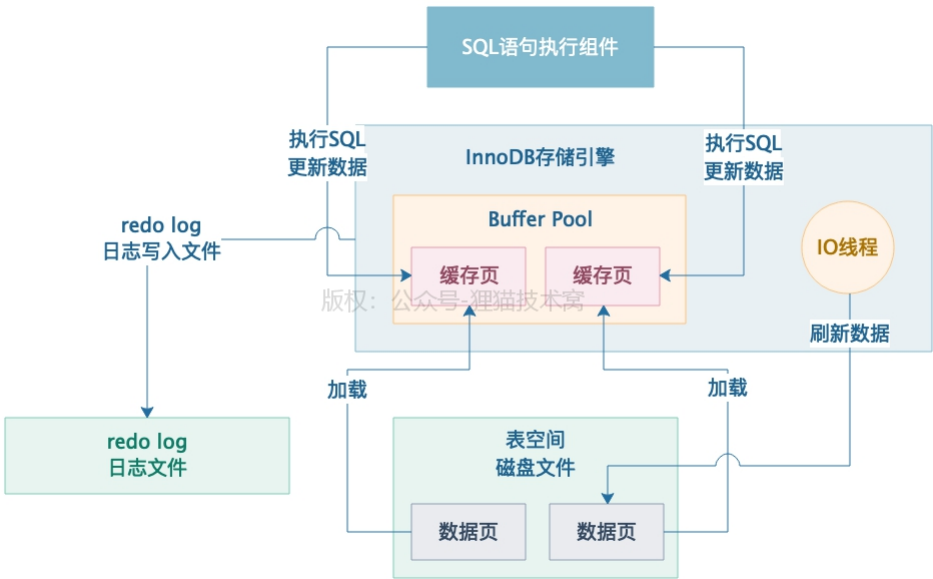 SQL语句执行组件
执行SQL
更新数据
执行SQL
更新数据
InnoDB存储引擎
Buffer Pool
redo log
日志写入文件
IO线程
缓存页
缓存页
版权：公众号-狸猫技术窝
刷新数据
加载
加载
redo log
日志文件
表空间
磁盘文件
数据页
数据页